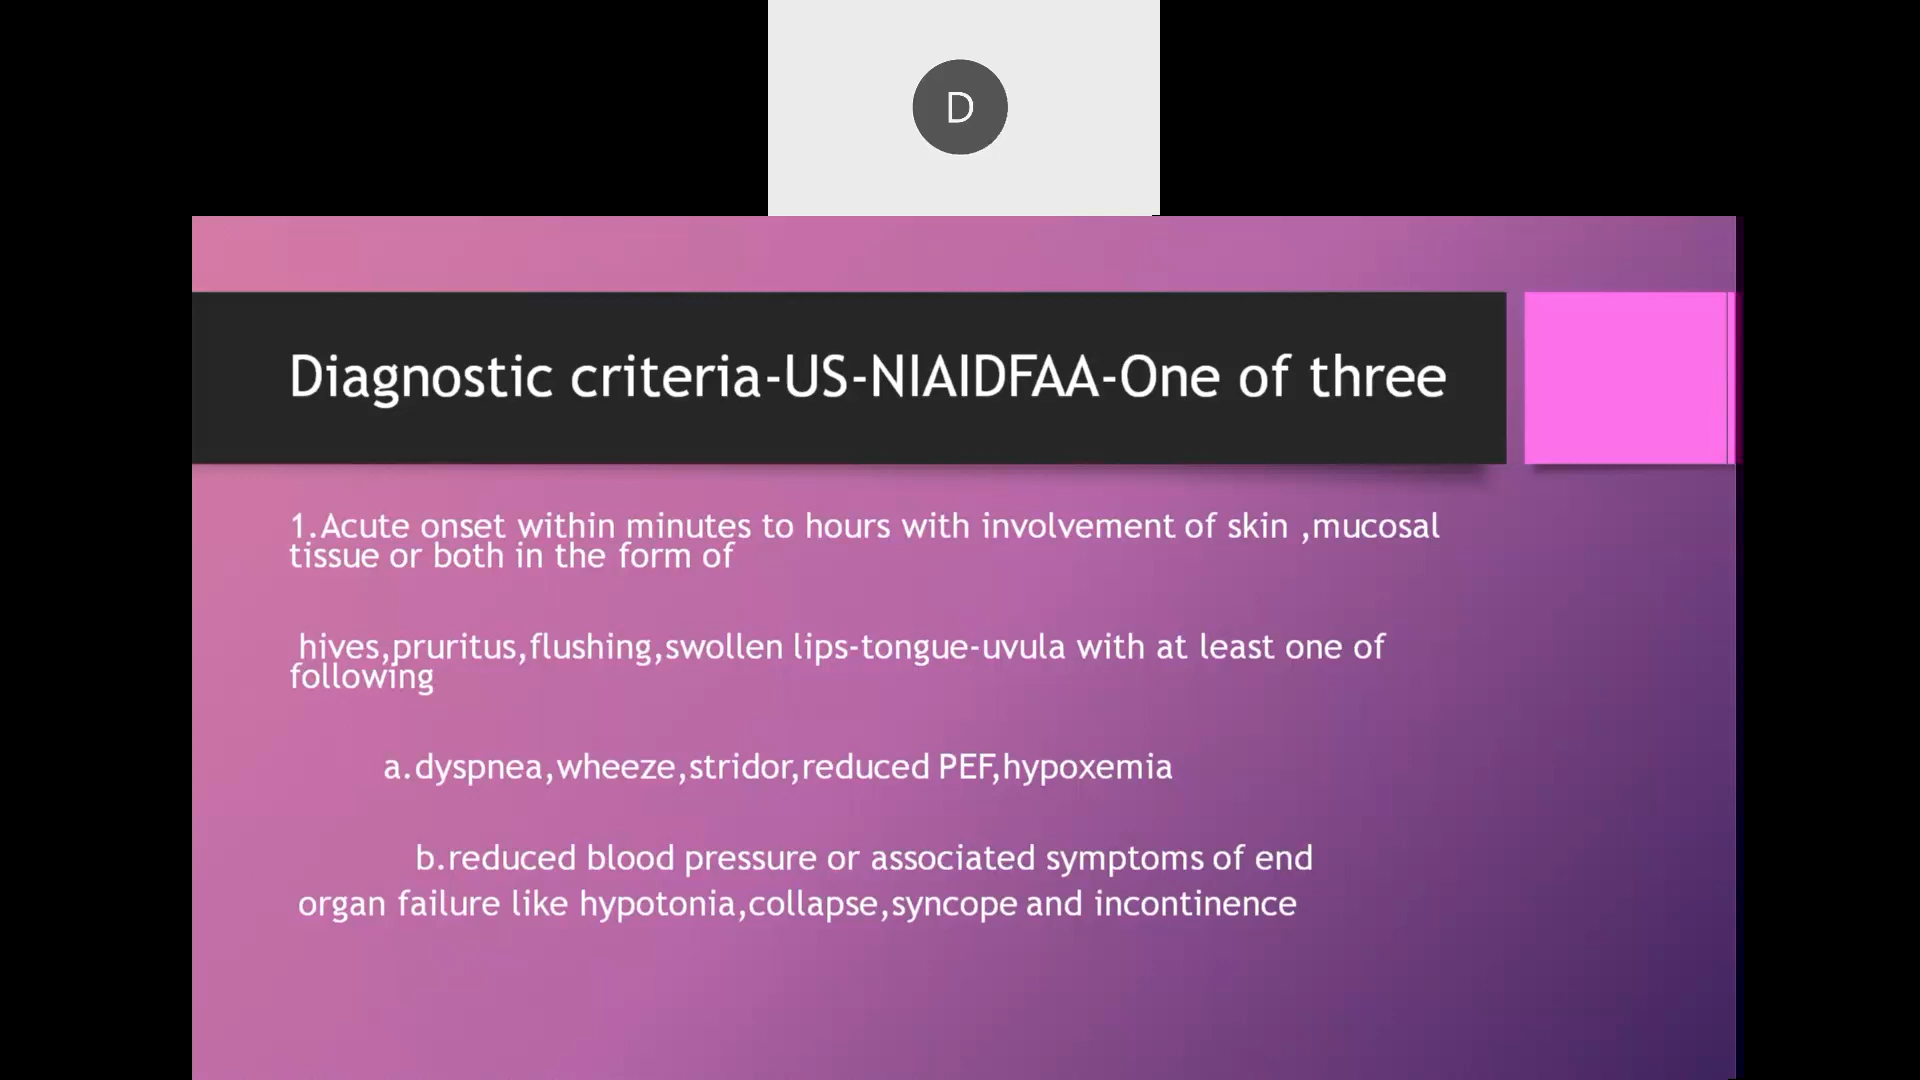 D
Diagnostic criteria-US-NIAIDFAA-One of three
1.Acute onset within minutes to hours with involvement of skin ,mucosal
tissue or both in the form of
hives,pruritus,flushing,swollen lips-tongue-uvula with at least one of
following
a.dyspnea,wheeze,stridor,reduced PEF,hypoxemia
b.reduced blood pressure or associated symptoms of end
organ failure like hypotonia,collapse,syncope and incontinence